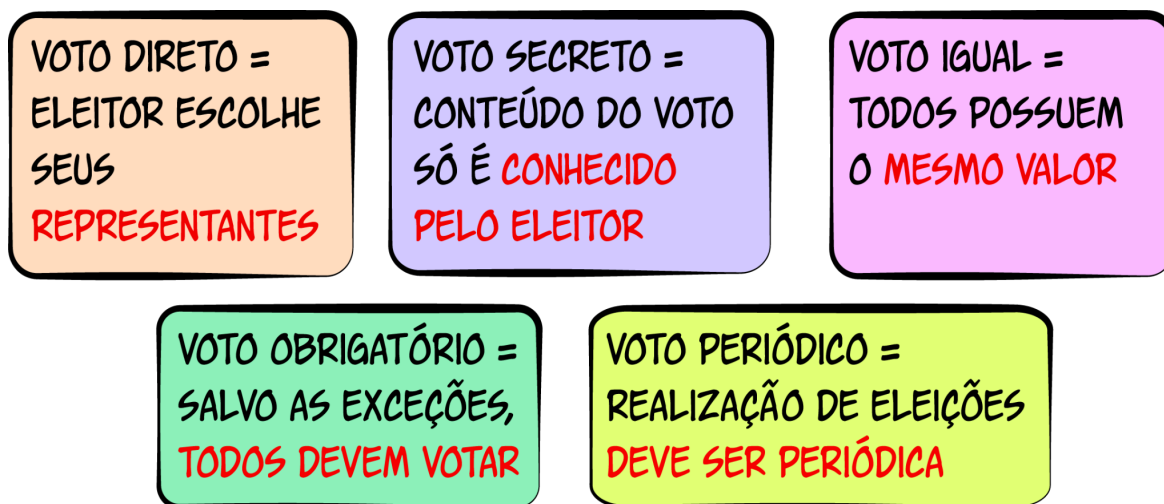 VOTO DIRETO =
ELEITOR ESCOLHE
SEUS
REPRESENTANTES
VOTO SECRETO =
CONTEÚDO DO VOTO
SÓ É CONHECIDO
PELO ELEITOR
VOTO IGUAL =
TODOS POSSUEM
O MESMO VALOR
VOTO OBRIGATÓRIO =
SALVO AS EXCEÇÕES,
TODOS DEVEM VOTAR
VOTO PERIÓDICO =
REALIZAÇÃO DE ELEIÇÕES
DEVE SER PERIÓDICA